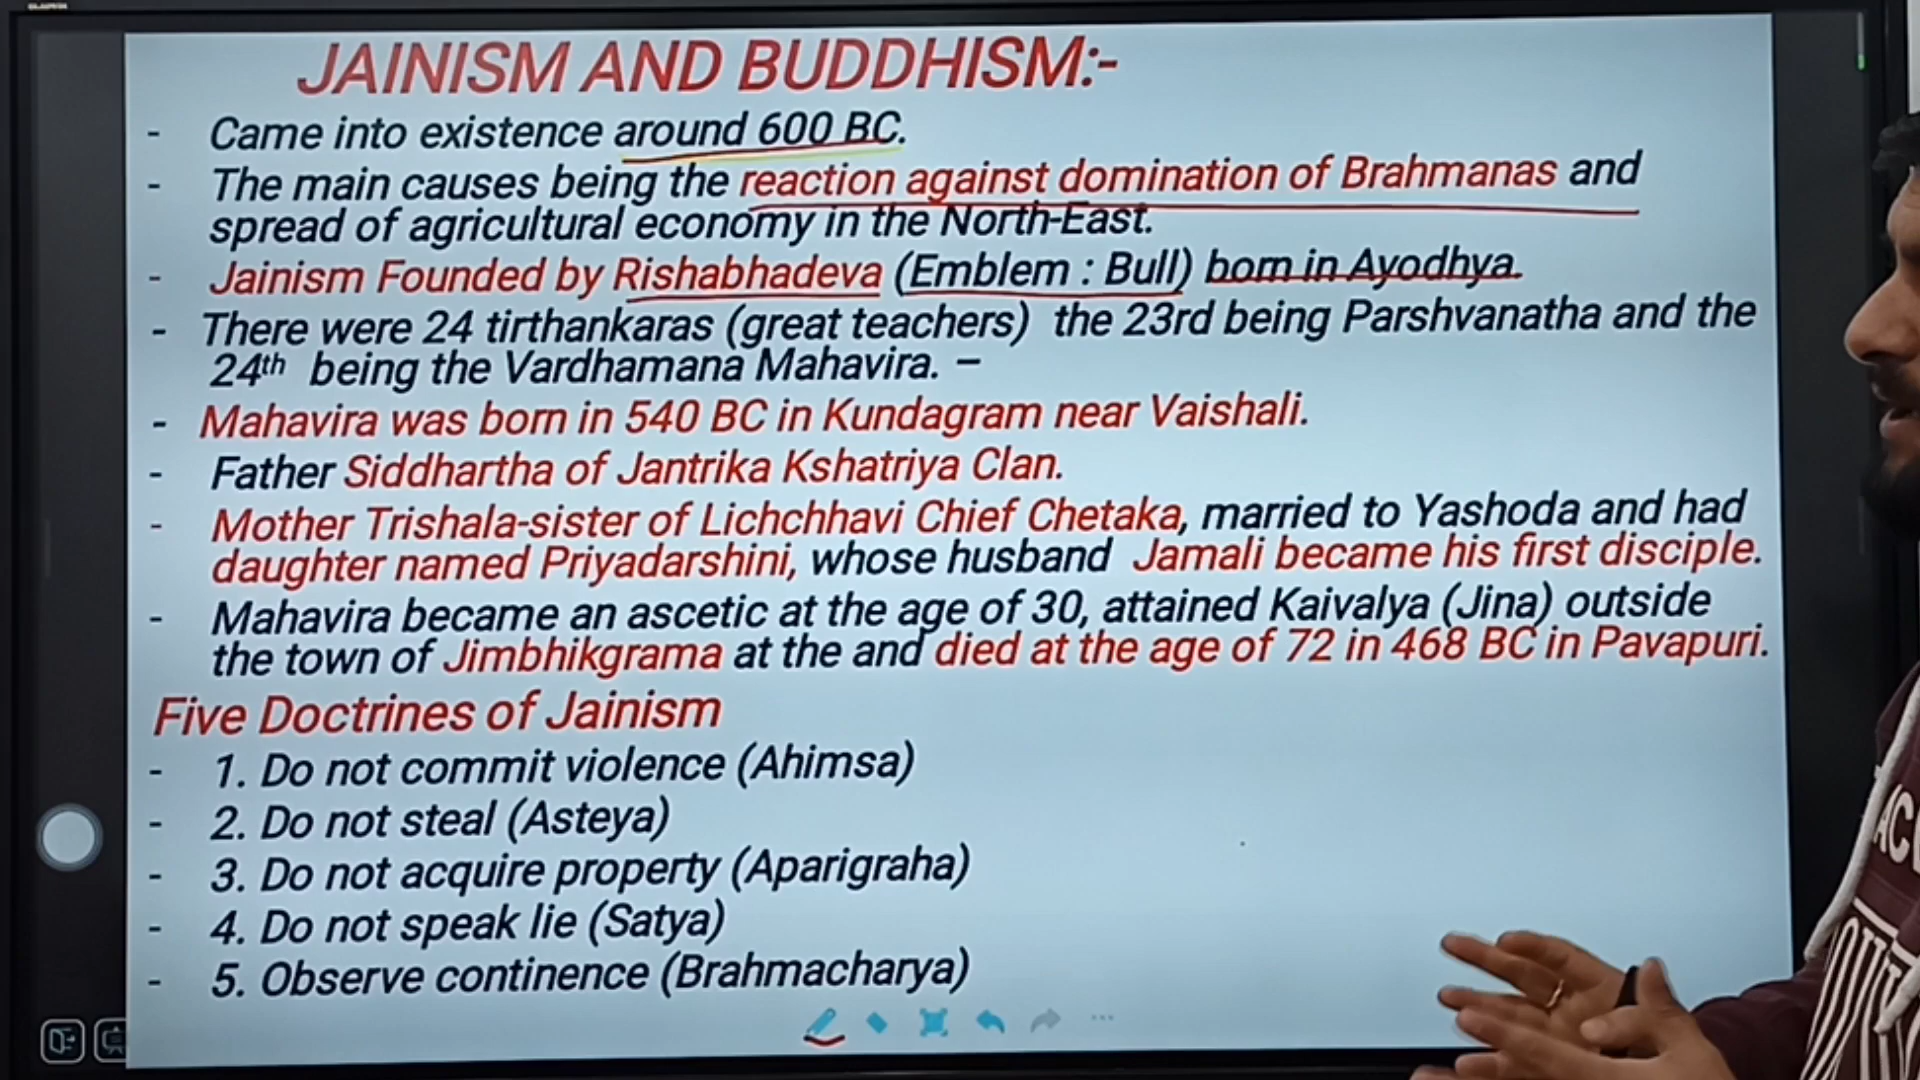 JAINISM AND BUDDHISM:-
- Came into existence around 600 BC.
- The main causes being the reaction against domination of Brahmanas and
spread of agricultural economy in the North-East.
- Jainism Founded by Rishabhadeva (Emblem : Bull) born in Ayodhya.
- There were 24 tirthankaras (great teachers) the 23rd being Parshvanatha and the
24th being the Vardhamana Mahavira. –
- Mahavira was born in 540 BC in Kundagram near Vaishali.
- Father Siddhartha of Jantrika Kshatriya Clan.
- Mother Trishala-sister of Lichchhavi Chief Chetaka, married to Yashoda and had
daughter named Priyadarshini, whose husband Jamali became his first disciple.
- Mahavira became an ascetic at the age of 30, attained Kaivalya (Jina) outside
the town of Jimbhikgrama at the and died at the age of 72 in 468 BC in Pavapuri.
Five Doctrines of Jainism
- 1. Do not commit violence (Ahimsa)
- 2. Do not steal (Asteya)
- 3. Do not acquire property (Aparigraha)
- 4. Do not speak lie (Satya)
- 5. Observe continence (Brahmacharya)